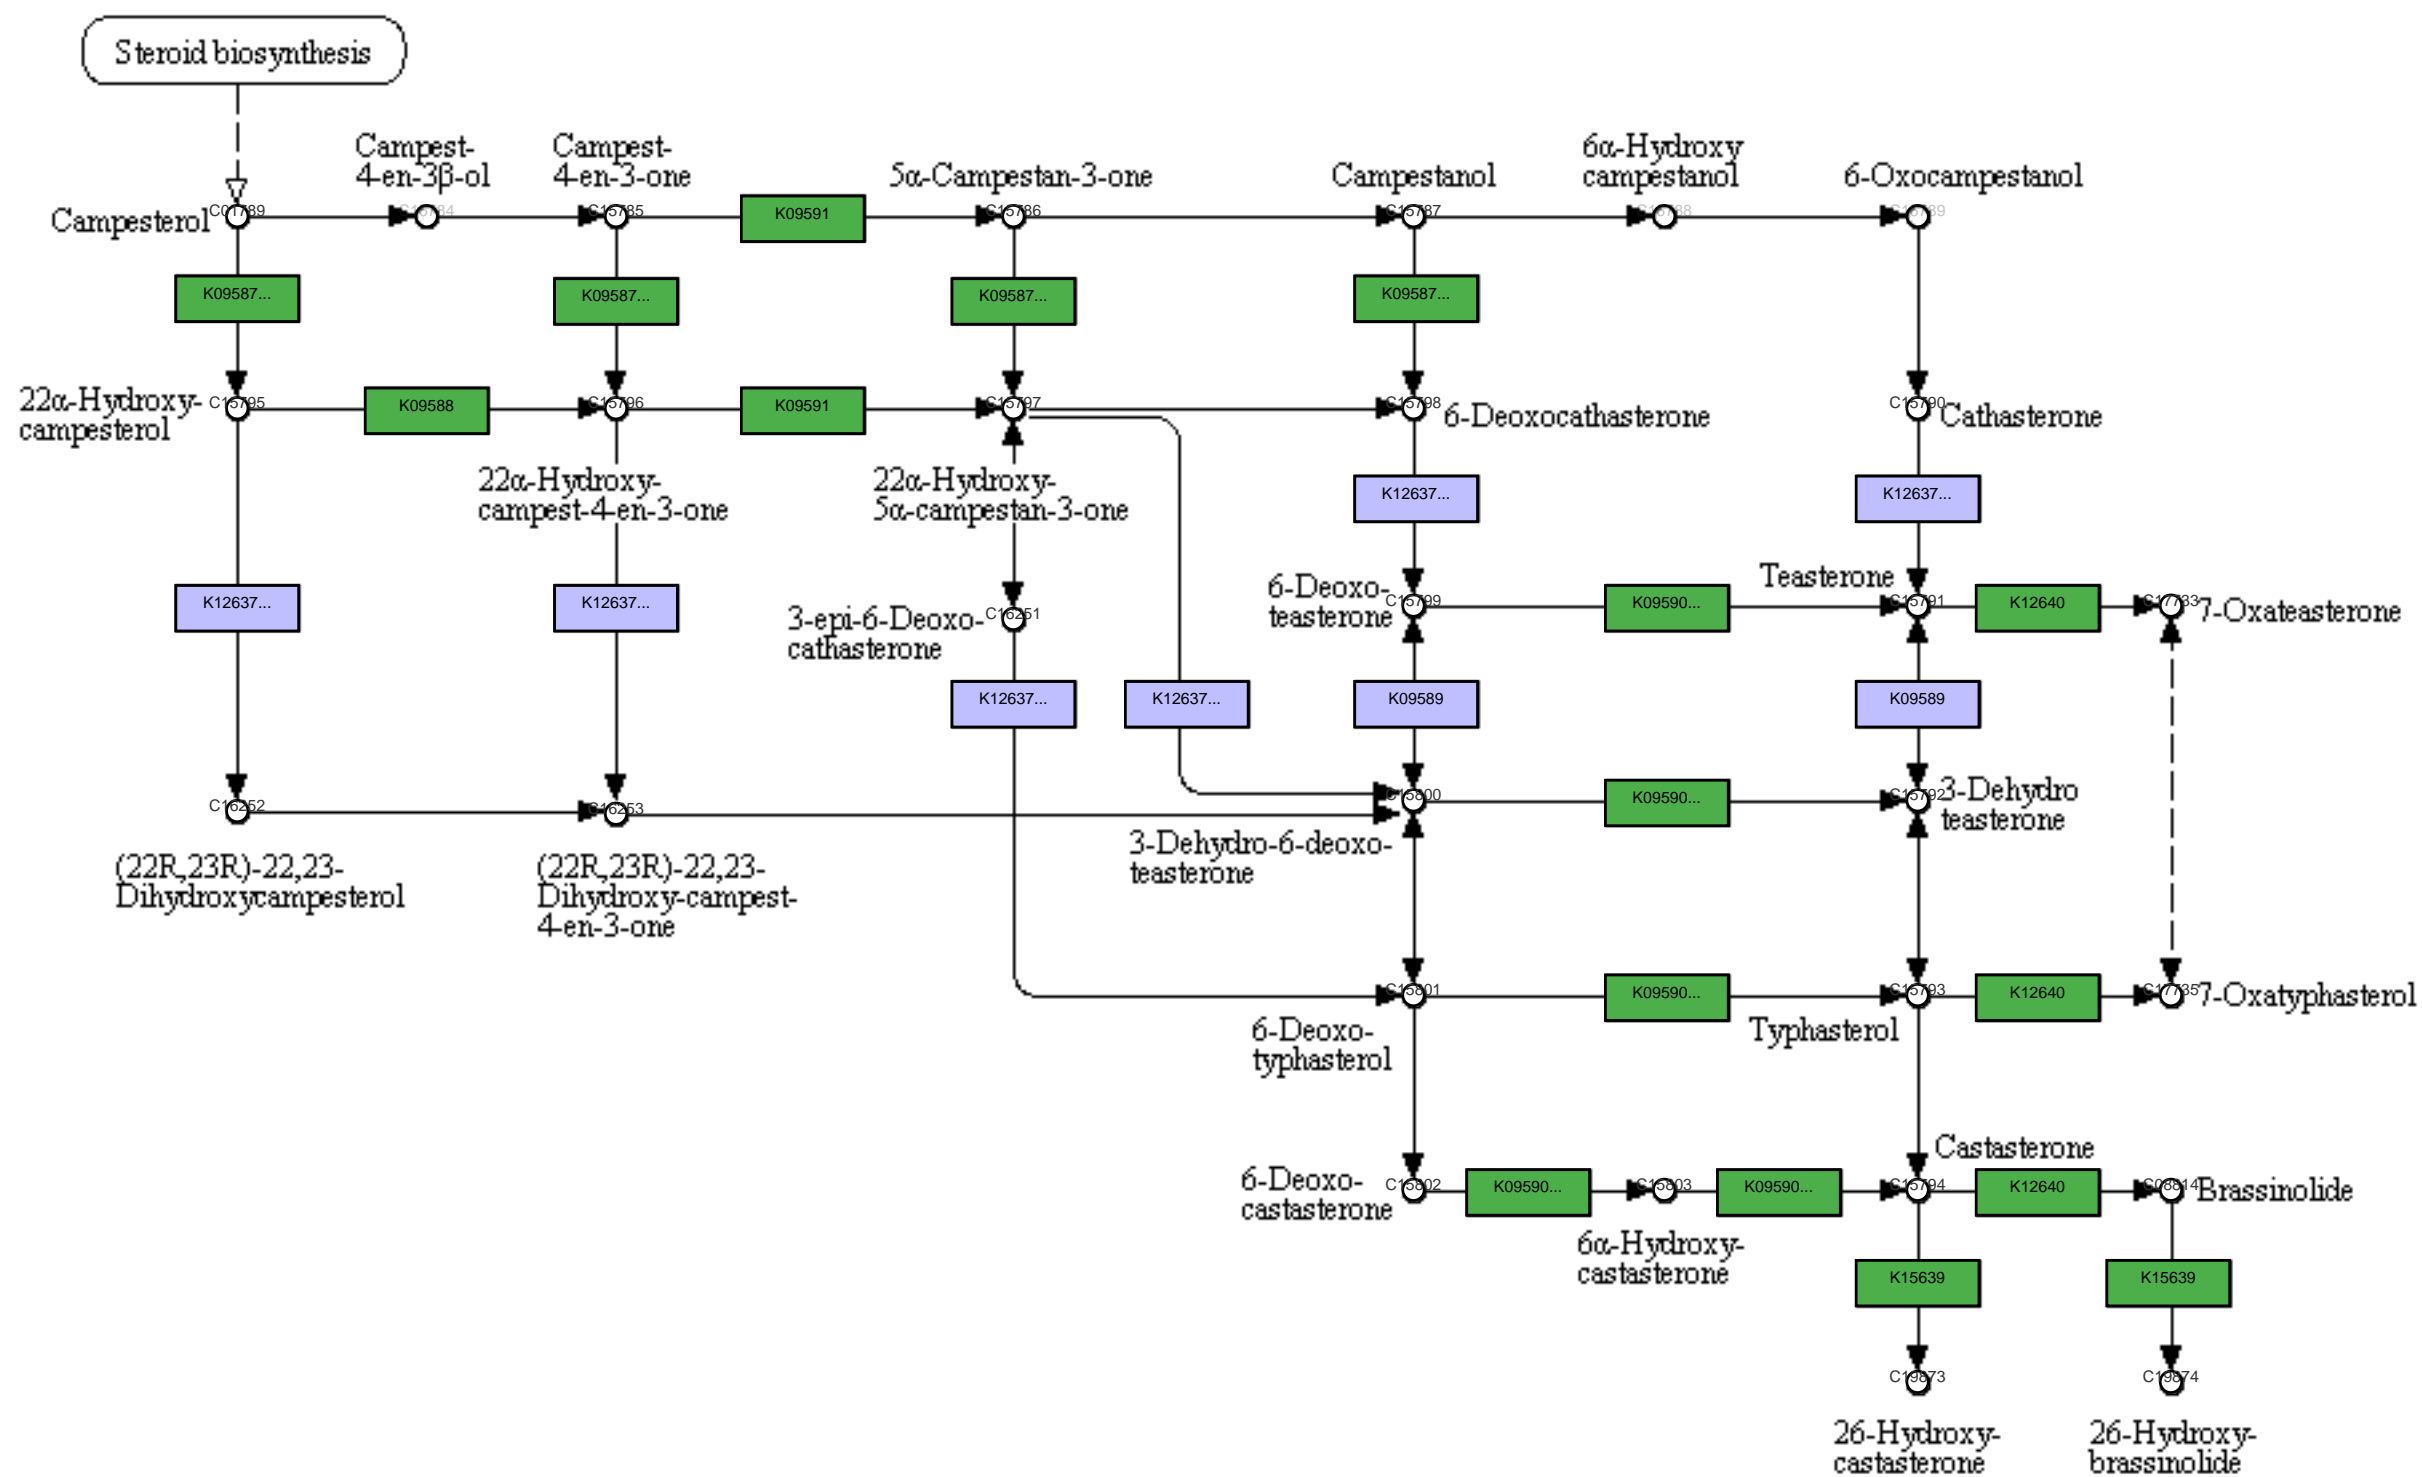 Steroid biosynthesis
Campest-
4-en-3β-ol
Campest-
4-en-3-one
5α-Campestan-3-one
Campestanol
6α-Hydroxy
campestanol
6-Oxocampestanol
Campesterol
C01789
C15784
C15785
K09591
C15786
C15787
C15788
C15789
K09587...
K09587...
K09587...
K09587...
22α-Hydroxy-
campesterol
C15795
K09588
C15796
K09591
C15797
C15798
6-Deoxocathasterone
C15790
Cathasterone
22α-Hydroxy-
campest-4-en-3-one
22α-Hydroxy-
5α-campestan-3-one
K12637...
K12637...
K12637...
K12637...
3-epi-6-Deoxo-
cathasterone
C16251
6-Deoxo-
teasterone
C15799
K09590...
Teasterone
C15791
K12640
C17733
7-Oxateasterone
K12637...
K12637...
K09589
K09589
C16252
C16253
C15800
K09590...
C15792
3-Dehydro
teasterone
(22R,23R)-22,23-
Dihydroxycampesterol
(22R,23R)-22,23-
Dihydroxy-campest-
4-en-3-one
3-Dehydro-6-deoxo-
teasterone
C15801
K09590...
C15793
K12640
C17735
7-Oxatyphasterol
6-Deoxo-
typhasterol
Typhasterol
Castasterone
6-Deoxo-
castasterone
C15802
K09590...
C15803
K09590...
C15794
K12640
C08814
Brassinolide
6α-Hydroxy-
castasterone
K15639
K15639
C19873
C19874
26-Hydroxy-
castasterone
26-Hydroxy-
brassinolide